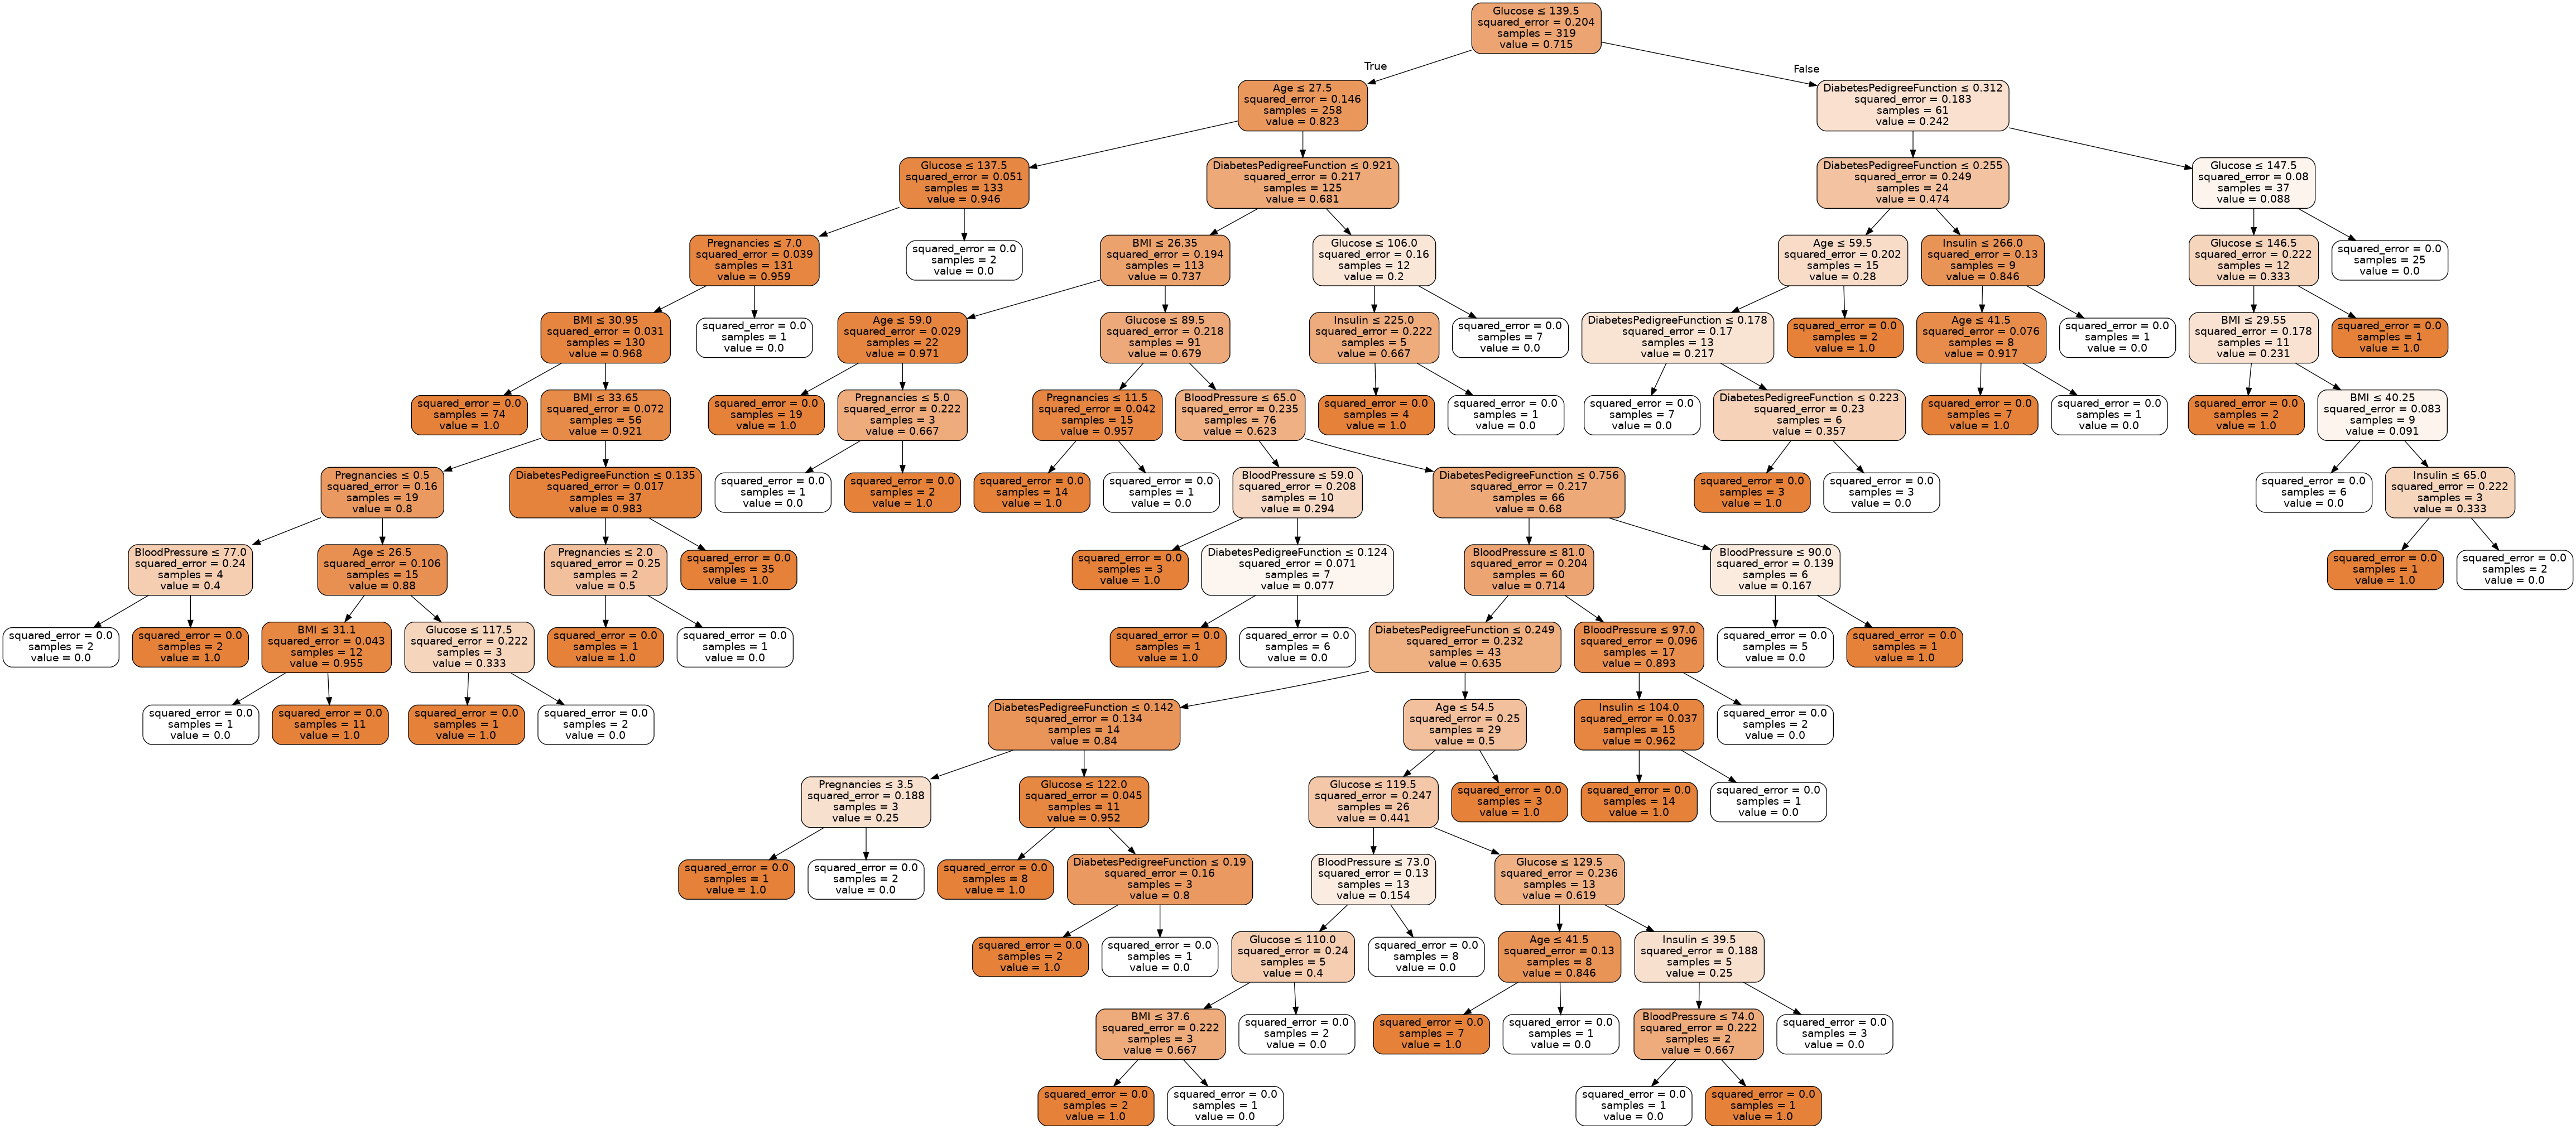 Glucose ≤ 139.5
squared_error = 0.204
samples = 319
value = 0.715
True
False
Age ≤ 27.5
squared_error = 0.146
samples = 258
value = 0.823
DiabetesPedigreeFunction ≤ 0.312
squared_error = 0.183
samples = 61
value = 0.242
Glucose ≤ 137.5
squared_error = 0.051
samples = 133
value = 0.946
DiabetesPedigreeFunction ≤ 0.921
squared_error = 0.217
samples = 125
value = 0.681
DiabetesPedigreeFunction ≤ 0.255
squared_error = 0.249
samples = 24
value = 0.474
Glucose ≤ 147.5
squared_error = 0.08
samples = 37
value = 0.088
Pregnancies ≤ 7.0
squared_error = 0.039
samples = 131
value = 0.959
squared_error = 0.0
samples = 2
value = 0.0
BMI ≤ 26.35
squared_error = 0.194
samples = 113
value = 0.737
Glucose ≤ 106.0
squared_error = 0.16
samples = 12
value = 0.2
Age ≤ 59.5
squared_error = 0.202
samples = 15
value = 0.28
Insulin ≤ 266.0
squared_error = 0.13
samples = 9
value = 0.846
Glucose ≤ 146.5
squared_error = 0.222
samples = 12
value = 0.333
squared_error = 0.0
samples = 25
value = 0.0
BMI ≤ 30.95
squared_error = 0.031
samples = 130
value = 0.968
squared_error = 0.0
samples = 1
value = 0.0
Age ≤ 59.0
squared_error = 0.029
samples = 22
value = 0.971
Glucose ≤ 89.5
squared_error = 0.218
samples = 91
value = 0.679
Insulin ≤ 225.0
squared_error = 0.222
samples = 5
value = 0.667
squared_error = 0.0
samples = 7
value = 0.0
DiabetesPedigreeFunction ≤ 0.178
squared_error = 0.17
samples = 13
value = 0.217
squared_error = 0.0
samples = 2
value = 1.0
Age ≤ 41.5
squared_error = 0.076
samples = 8
value = 0.917
squared_error = 0.0
samples = 1
value = 0.0
BMI ≤ 29.55
squared_error = 0.178
samples = 11
value = 0.231
squared_error = 0.0
samples = 1
value = 1.0
squared_error = 0.0
samples = 74
value = 1.0
BMI ≤ 33.65
squared_error = 0.072
samples = 56
value = 0.921
squared_error = 0.0
samples = 19
value = 1.0
Pregnancies ≤ 5.0
squared_error = 0.222
samples = 3
value = 0.667
Pregnancies ≤ 11.5
squared_error = 0.042
samples = 15
value = 0.957
BloodPressure ≤ 65.0
squared_error = 0.235
samples = 76
value = 0.623
squared_error = 0.0
samples = 4
value = 1.0
squared_error = 0.0
samples = 1
value = 0.0
squared_error = 0.0
samples = 7
value = 0.0
DiabetesPedigreeFunction ≤ 0.223
squared_error = 0.23
samples = 6
value = 0.357
squared_error = 0.0
samples = 7
value = 1.0
squared_error = 0.0
samples = 1
value = 0.0
squared_error = 0.0
samples = 2
value = 1.0
BMI ≤ 40.25
squared_error = 0.083
samples = 9
value = 0.091
Pregnancies ≤ 0.5
squared_error = 0.16
samples = 19
value = 0.8
DiabetesPedigreeFunction ≤ 0.135
squared_error = 0.017
samples = 37
value = 0.983
squared_error = 0.0
samples = 1
value = 0.0
squared_error = 0.0
samples = 2
value = 1.0
squared_error = 0.0
samples = 14
value = 1.0
squared_error = 0.0
samples = 1
value = 0.0
BloodPressure ≤ 59.0
squared_error = 0.208
samples = 10
value = 0.294
DiabetesPedigreeFunction ≤ 0.756
squared_error = 0.217
samples = 66
value = 0.68
squared_error = 0.0
samples = 3
value = 1.0
squared_error = 0.0
samples = 3
value = 0.0
squared_error = 0.0
samples = 6
value = 0.0
Insulin ≤ 65.0
squared_error = 0.222
samples = 3
value = 0.333
BloodPressure ≤ 77.0
squared_error = 0.24
samples = 4
value = 0.4
Age ≤ 26.5
squared_error = 0.106
samples = 15
value = 0.88
Pregnancies ≤ 2.0
squared_error = 0.25
samples = 2
value = 0.5
squared_error = 0.0
samples = 35
value = 1.0
squared_error = 0.0
samples = 3
value = 1.0
DiabetesPedigreeFunction ≤ 0.124
squared_error = 0.071
samples = 7
value = 0.077
BloodPressure ≤ 81.0
squared_error = 0.204
samples = 60
value = 0.714
BloodPressure ≤ 90.0
squared_error = 0.139
samples = 6
value = 0.167
squared_error = 0.0
samples = 1
value = 1.0
squared_error = 0.0
samples = 2
value = 0.0
squared_error = 0.0
samples = 2
value = 0.0
squared_error = 0.0
samples = 2
value = 1.0
BMI ≤ 31.1
squared_error = 0.043
samples = 12
value = 0.955
Glucose ≤ 117.5
squared_error = 0.222
samples = 3
value = 0.333
squared_error = 0.0
samples = 1
value = 1.0
squared_error = 0.0
samples = 1
value = 0.0
squared_error = 0.0
samples = 1
value = 1.0
squared_error = 0.0
samples = 6
value = 0.0
DiabetesPedigreeFunction ≤ 0.249
squared_error = 0.232
samples = 43
value = 0.635
BloodPressure ≤ 97.0
squared_error = 0.096
samples = 17
value = 0.893
squared_error = 0.0
samples = 5
value = 0.0
squared_error = 0.0
samples = 1
value = 1.0
squared_error = 0.0
samples = 1
value = 0.0
squared_error = 0.0
samples = 11
value = 1.0
squared_error = 0.0
samples = 1
value = 1.0
squared_error = 0.0
samples = 2
value = 0.0
DiabetesPedigreeFunction ≤ 0.142
squared_error = 0.134
samples = 14
value = 0.84
Age ≤ 54.5
squared_error = 0.25
samples = 29
value = 0.5
Insulin ≤ 104.0
squared_error = 0.037
samples = 15
value = 0.962
squared_error = 0.0
samples = 2
value = 0.0
Pregnancies ≤ 3.5
squared_error = 0.188
samples = 3
value = 0.25
Glucose ≤ 122.0
squared_error = 0.045
samples = 11
value = 0.952
Glucose ≤ 119.5
squared_error = 0.247
samples = 26
value = 0.441
squared_error = 0.0
samples = 3
value = 1.0
squared_error = 0.0
samples = 14
value = 1.0
squared_error = 0.0
samples = 1
value = 0.0
squared_error = 0.0
samples = 1
value = 1.0
squared_error = 0.0
samples = 2
value = 0.0
squared_error = 0.0
samples = 8
value = 1.0
DiabetesPedigreeFunction ≤ 0.19
squared_error = 0.16
samples = 3
value = 0.8
BloodPressure ≤ 73.0
squared_error = 0.13
samples = 13
value = 0.154
Glucose ≤ 129.5
squared_error = 0.236
samples = 13
value = 0.619
squared_error = 0.0
samples = 2
value = 1.0
squared_error = 0.0
samples = 1
value = 0.0
Glucose ≤ 110.0
squared_error = 0.24
samples = 5
value = 0.4
squared_error = 0.0
samples = 8
value = 0.0
Age ≤ 41.5
squared_error = 0.13
samples = 8
value = 0.846
Insulin ≤ 39.5
squared_error = 0.188
samples = 5
value = 0.25
BMI ≤ 37.6
squared_error = 0.222
samples = 3
value = 0.667
squared_error = 0.0
samples = 2
value = 0.0
squared_error = 0.0
samples = 7
value = 1.0
squared_error = 0.0
samples = 1
value = 0.0
BloodPressure ≤ 74.0
squared_error = 0.222
samples = 2
value = 0.667
squared_error = 0.0
samples = 3
value = 0.0
squared_error = 0.0
samples = 2
value = 1.0
squared_error = 0.0
samples = 1
value = 0.0
squared_error = 0.0
samples = 1
value = 0.0
squared_error = 0.0
samples = 1
value = 1.0